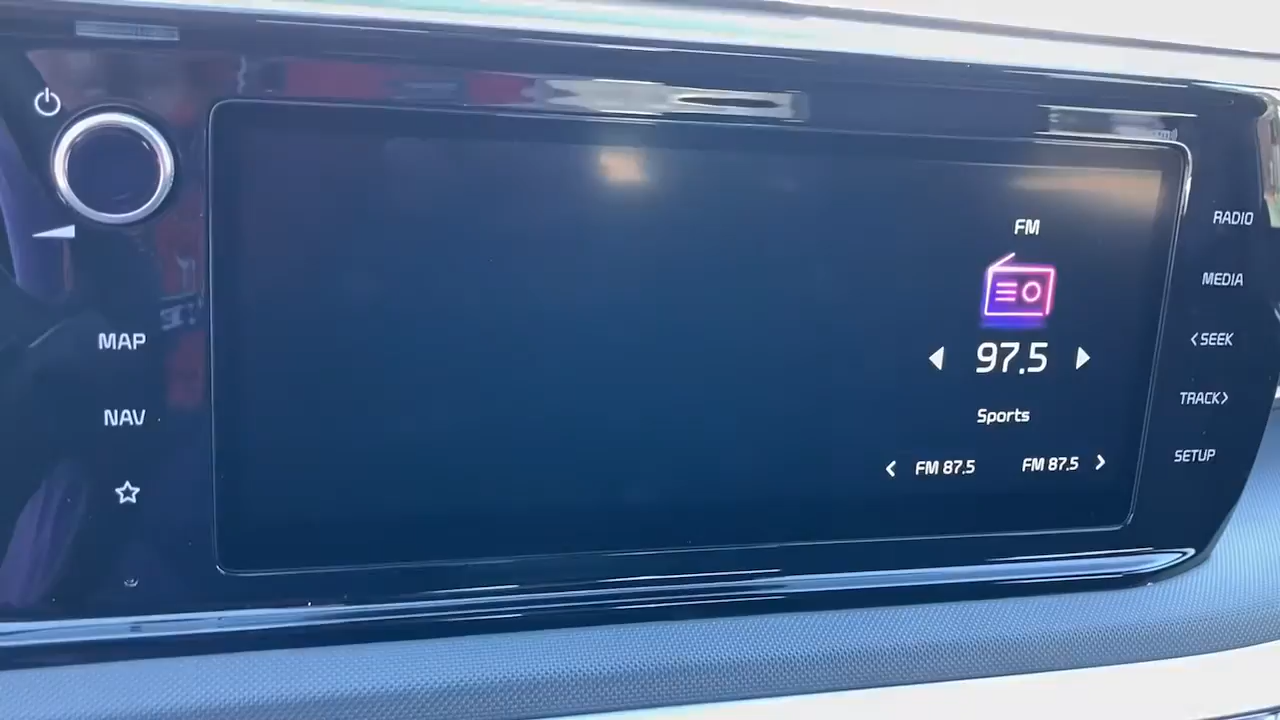 MAP
NAV
FM
97.5
Sports
FM 87.5
FM 87.5
RADIO
MEDIA
<SEEK
TRACK>
SETUP